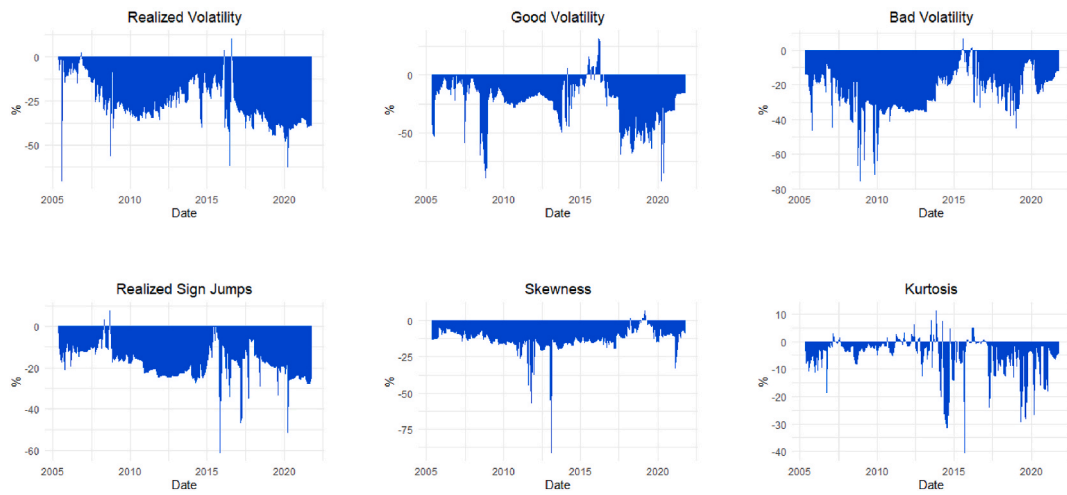 Realized Volatility
0
-25
-50
%
2005 2010 2015 2020
Date
Good Volatility
0
-50
%
2005 2010 2015 2020
Date
Bad Volatility
0
-20
-40
-60
-80
%
2005 2010 2015 2020
Date
Realized Sign Jumps
0
-20
-40
-60
%
2005 2010 2015 2020
Date
Skewness
0
-25
-50
-75
%
2005 2010 2015 2020
Date
Kurtosis
10
0
-10
-20
-30
-40
%
2005 2010 2015 2020
Date